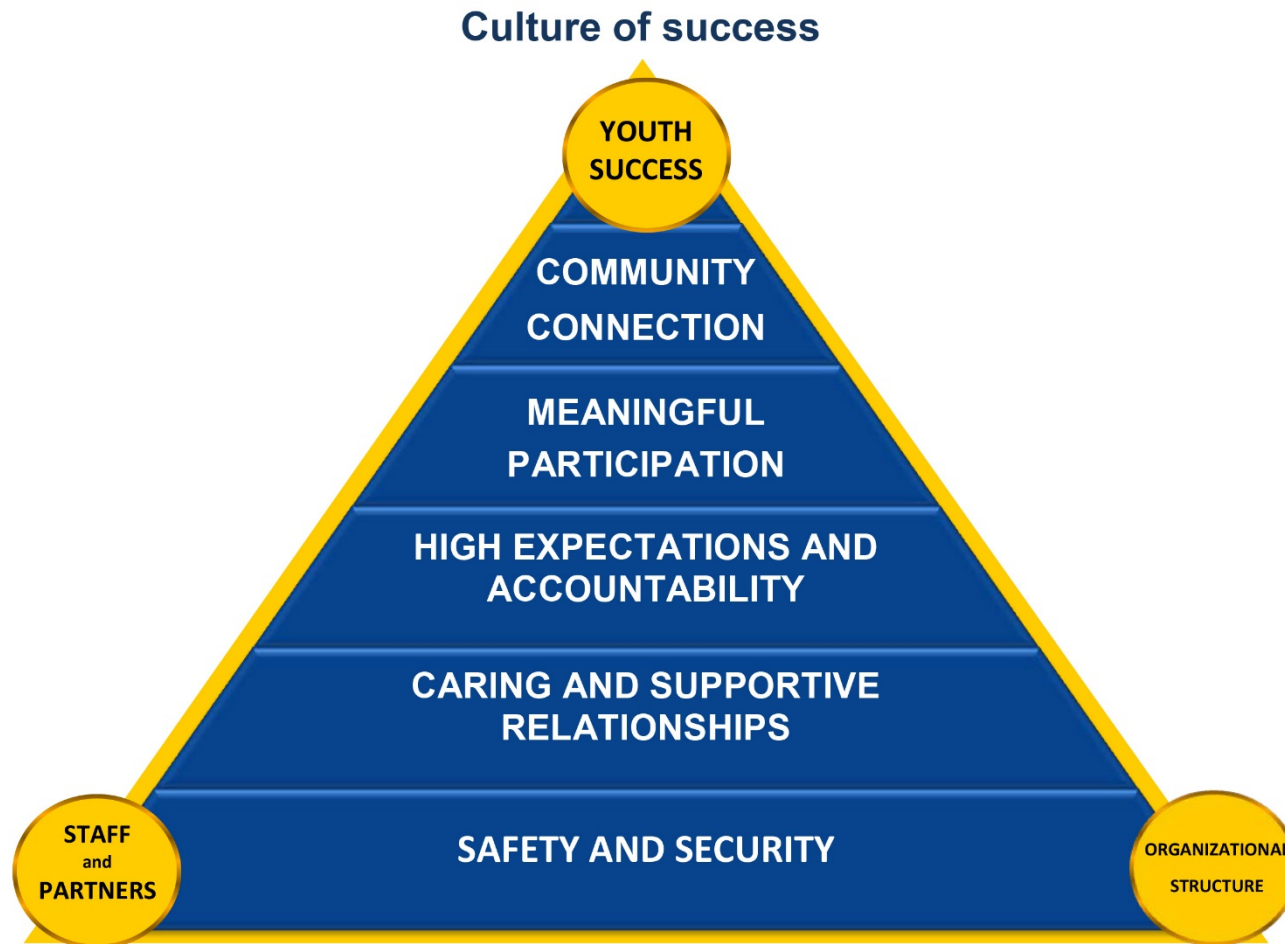 Culture of success
YOUTH
SUCCESS
COMMUNITY
CONNECTION
MEANINGFUL
PARTICIPATION
HIGH EXPECTATIONS AND
ACCOUNTABILITY
CARING AND SUPPORTIVE
RELATIONSHIPS
SAFETY AND SECURITY
STAFF
and
PARTNERS
ORGANIZATIONAL
STRUCTURE